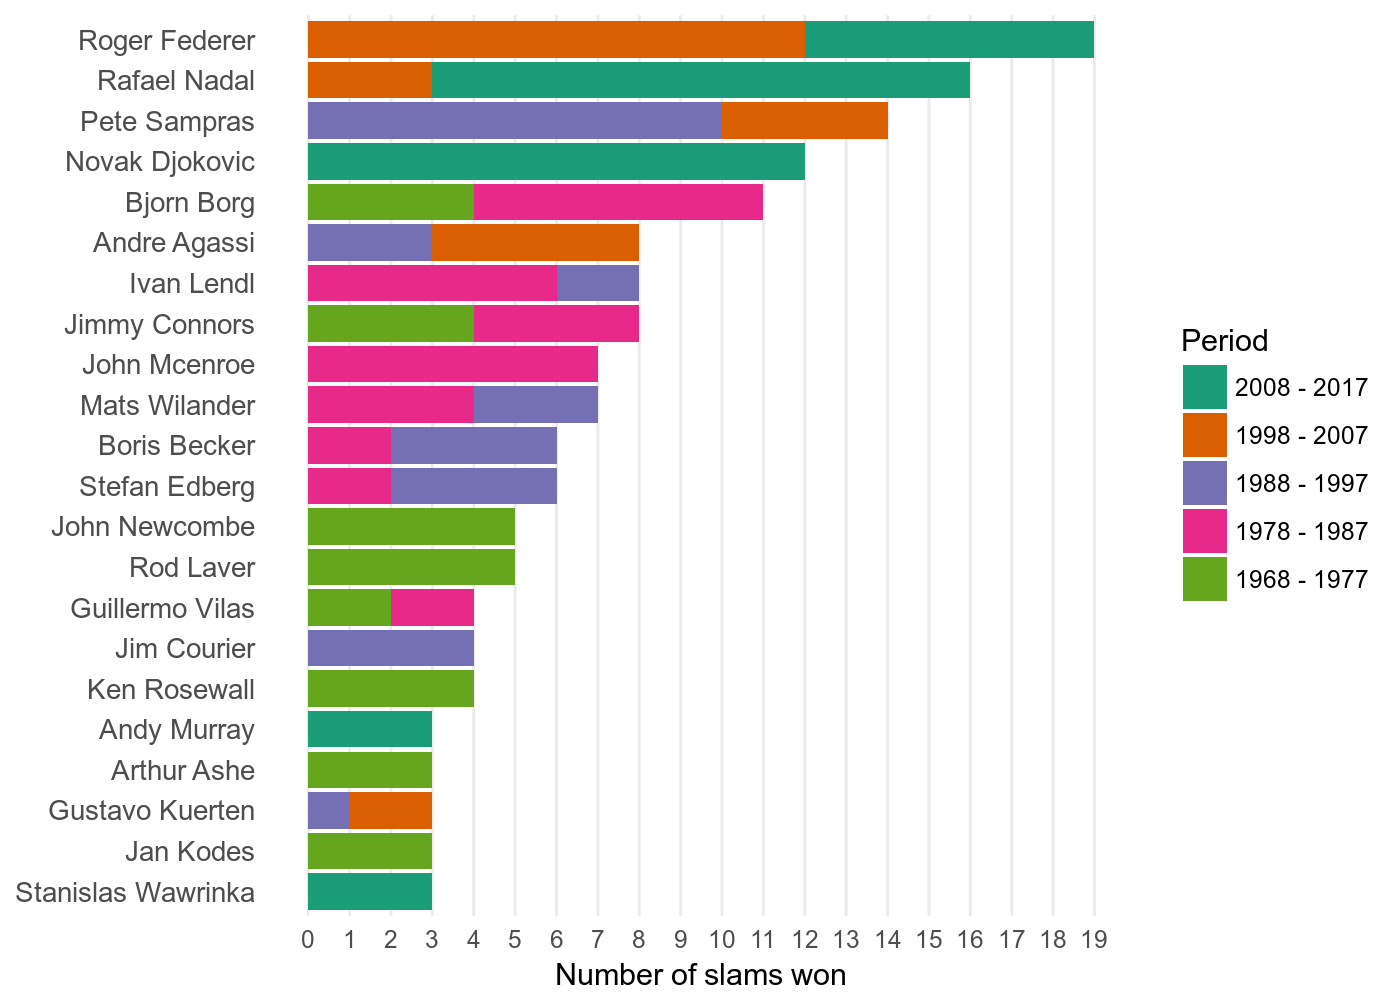 Roger Federer
Rafael Nadal
Pete Sampras
Novak Djokovic
Bjorn Borg
Andre Agassi
Ivan Lendl
Jimmy Connors
John Mcenroe
Mats Wilander
Boris Becker
Stefan Edberg
John Newcombe
Rod Laver
Guillermo Vilas
Jim Courier
Ken Rosewall
Andy Murray
Arthur Ashe
Gustavo Kuerten
Jan Kodes
Stanislas Wawrinka
0 1 2 3 4 5 6 7 8 9 10 11 12 13 14 15 16 17 18 19
Number of slams won
Period
2008 - 2017
1998 - 2007
1988 - 1997
1978 - 1987
1968 - 1977